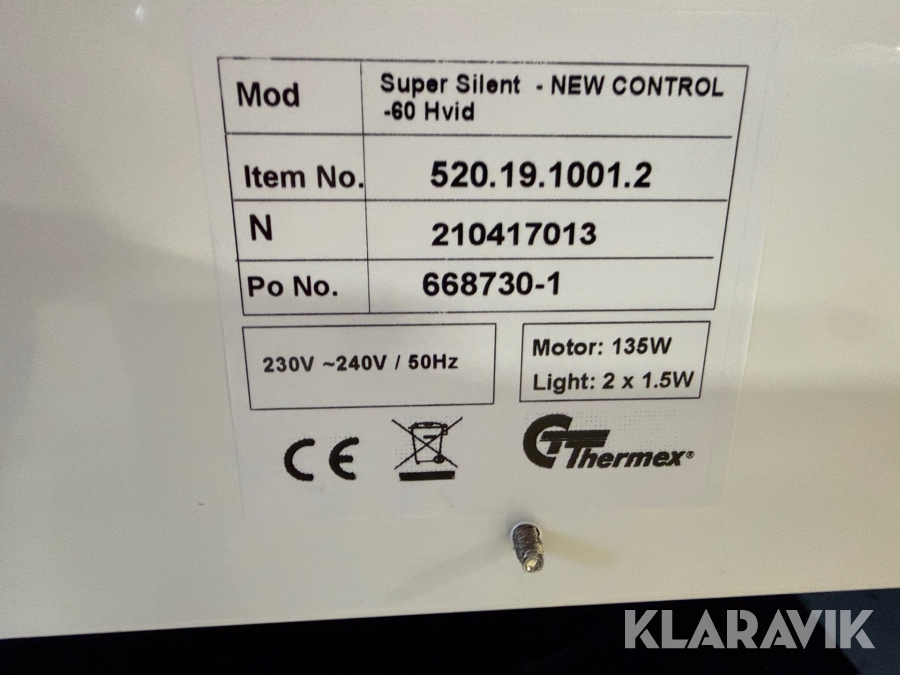 Mod
Super Silent - NEW CONTROL
-60 Hvid
Item No.
520.19.1001.2
N
210417013
Po No.
668730-1
230V ~240V / 50Hz
Motor: 135W
Light: 2 x 1.5W
CE
Thermex®
KLARAVIK